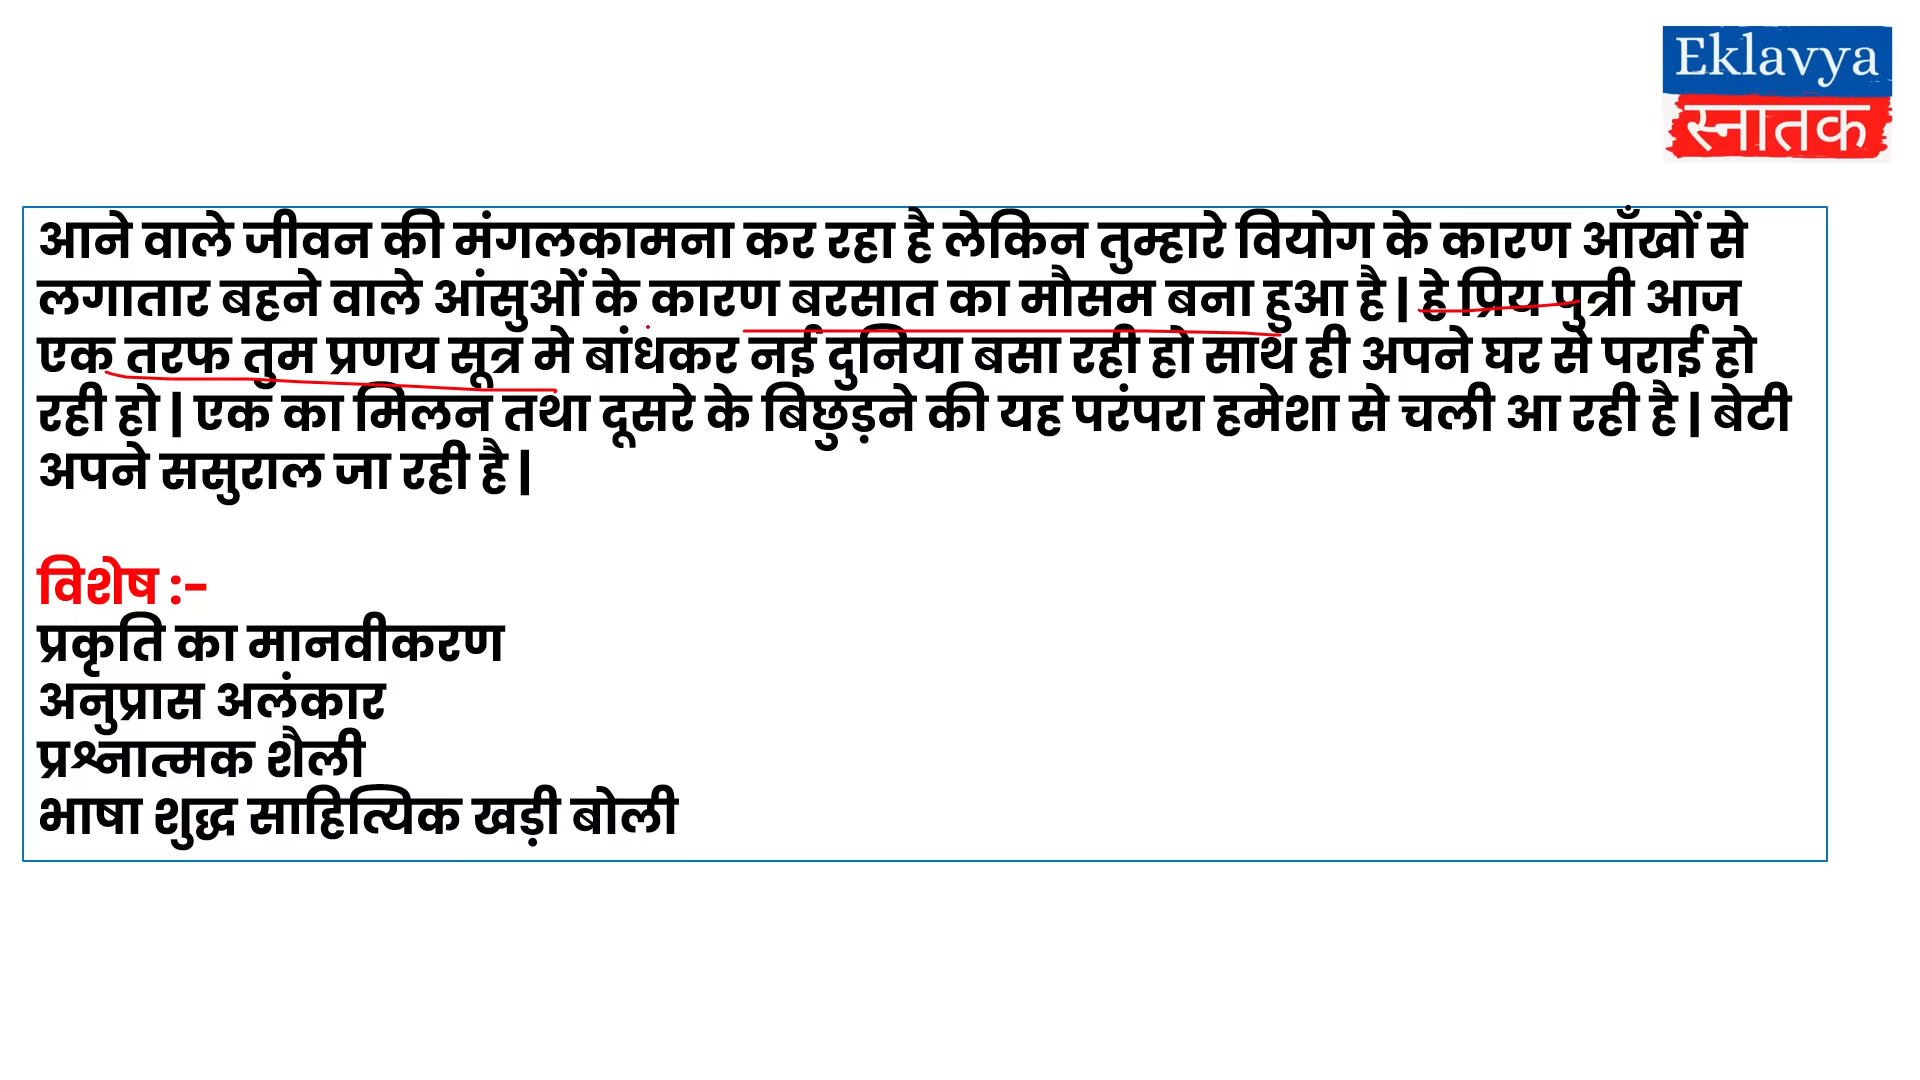 Eklavya
स्नातक
आने वाले जीवन की मंगलकामना कर रहा है लेकिन तुम्हारे वियोग के कारण आँखों से
लगातार बहने वाले आंसुओं के कारण बरसात का मौसम बना हुआ है | हे प्रिय पुत्री आज
एक तरफ तुम प्रणय सूत्र मे बांधकर नई दुनिया बसा रही हो साथ ही अपने घर से पराई हो
रही हो | एक का मिलन तथा दूसरे के बिछुड़ने की यह परंपरा हमेशा से चली आ रही है | बेटी
अपने ससुराल जा रही है |
विशेष :-
प्रकृति का मानवीकरण
अनुप्रास अलंकार
प्रश्नात्मक शैली
भाषा शुद्ध साहित्यिक खड़ी बोली